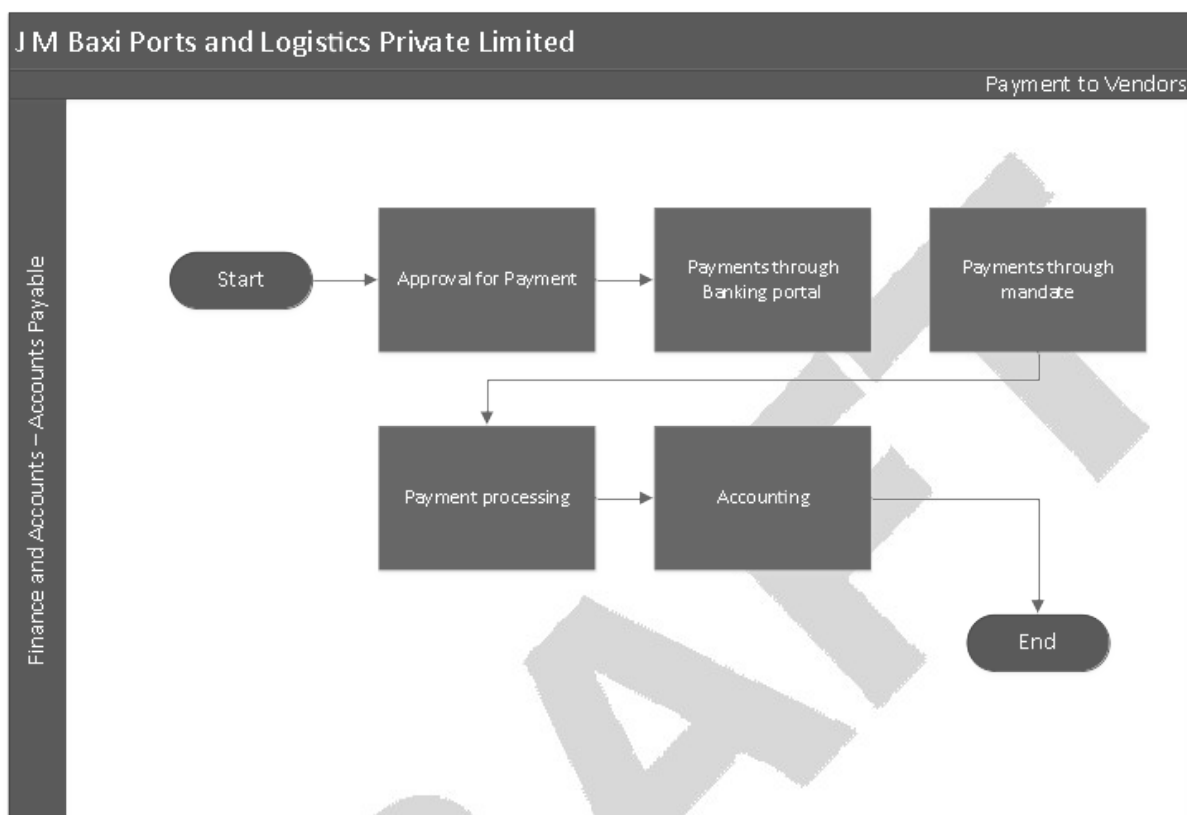 J M Baxi Ports and Logistics Private Limited
Payment to Vendors
Finance and Accounts – Accounts Payable
Start
Approval for Payment
Payments through
Banking portal
Payments through
mandate
Payment processing
Accounting
End